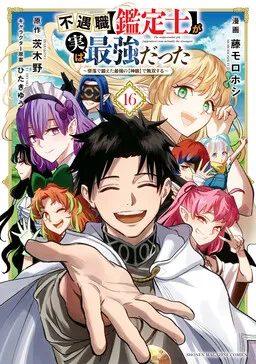 不遇職【鑑定士】が
実は最強だった
〜奈落で鍛えた最強の【神眼】で無双する〜
漫画 藤モロホシ
原作 茨木野
キャラクター原案 ひたきゆう
16
SHONEN MAGAZINE COMICS